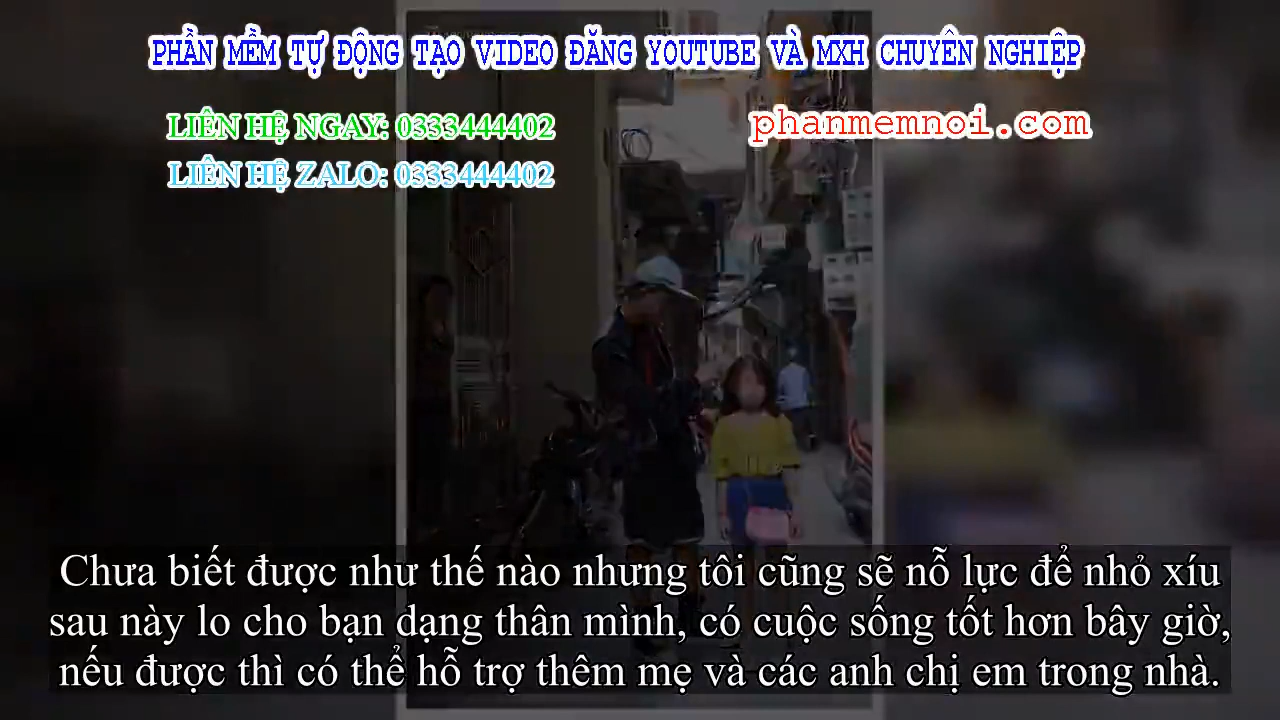 PHẦN MỀM TỰ ĐỘNG TẠO VIDEO ĐĂNG YOUTUBE VÀ MXH CHUYÊN NGHIỆP
LIÊN HỆ NGAY: 0333444402
phanmemnoi.com
LIÊN HỆ ZALO: 0333444402
Chưa biết được như thế nào nhưng tôi cũng sẽ nỗ lực để nhỏ xíu
sau này lo cho bạn dạng thân mình, có cuộc sống tốt hơn bây giờ,
nếu được thì có thể hỗ trợ thêm mẹ và các anh chị em trong nhà.